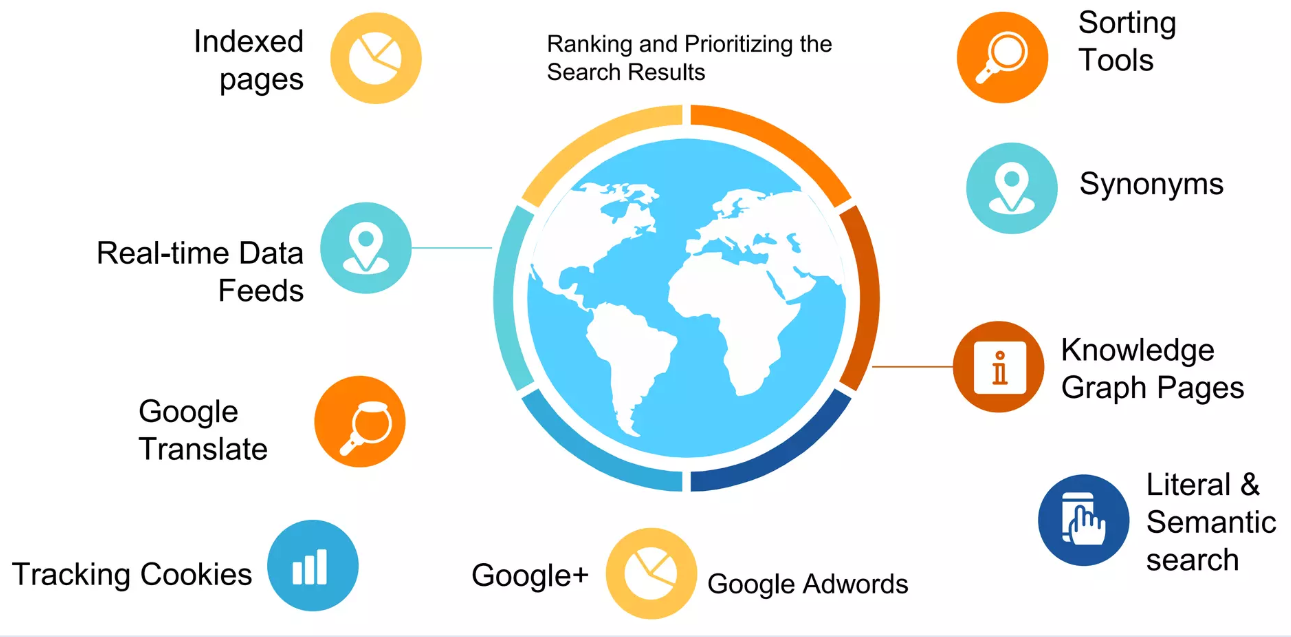 Indexed
pages
Ranking and Prioritizing the
Search Results
Sorting
Tools
Synonyms
Real-time Data
Feeds
Knowledge
Graph Pages
Google
Translate
Literal &
Semantic
search
Tracking Cookies
Google+
Google Adwords